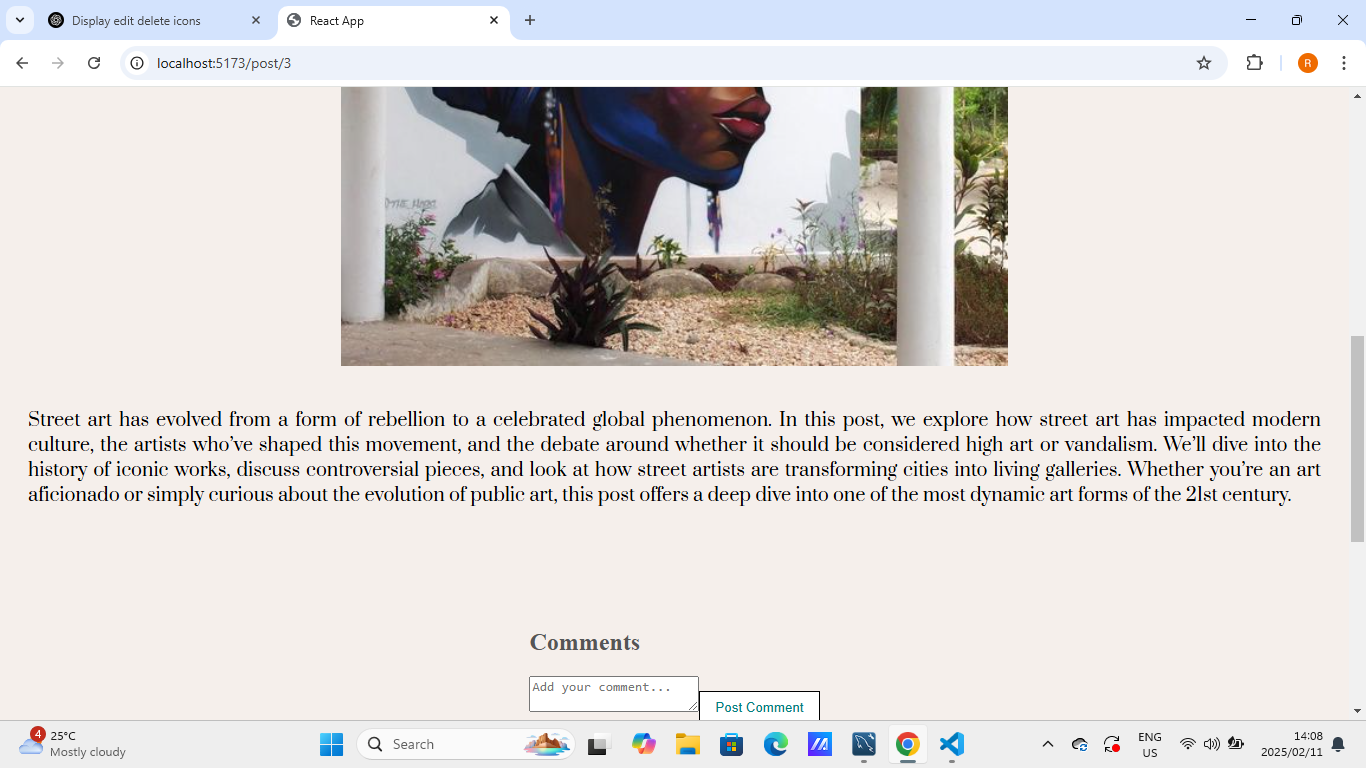 Display edit delete icons
React App
localhost:5173/post/3
R
Street art has evolved from a form of rebellion to a celebrated global phenomenon. In this post, we explore how street art has impacted modern
culture, the artists who’ve shaped this movement, and the debate around whether it should be considered high art or vandalism. We’ll dive into the
history of iconic works, discuss controversial pieces, and look at how street artists are transforming cities into living galleries. Whether you’re an art
aficionado or simply curious about the evolution of public art, this post offers a deep dive into one of the most dynamic art forms of the 21st century.
Comments
Add your comment...
Post Comment
4
25°C
Mostly cloudy
Search
ENG
US
14:08
2025/02/11